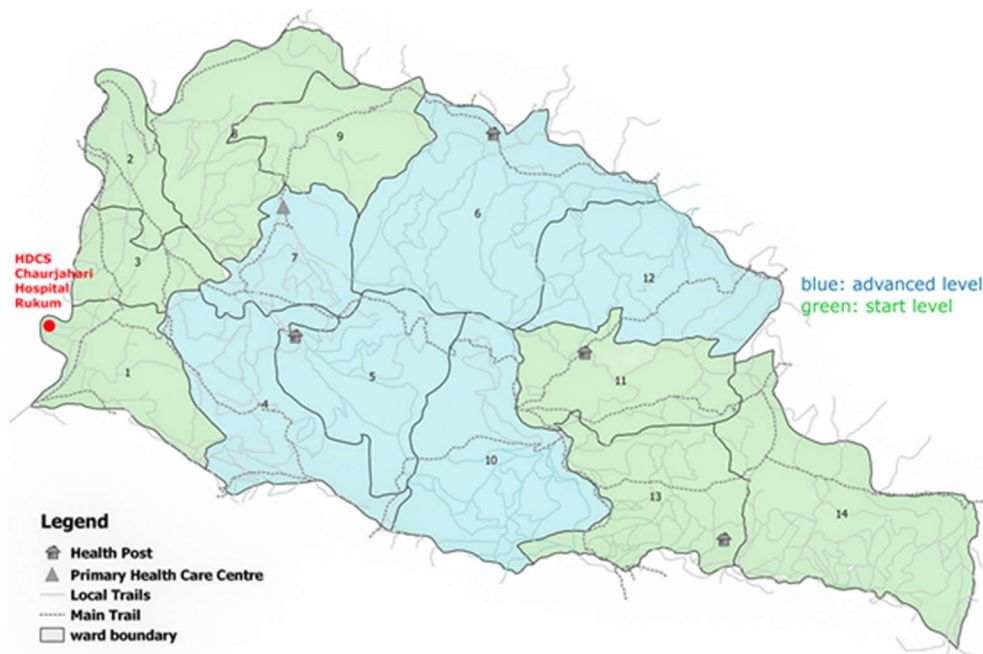 8
9
2
6
3
7
12
HDCS
Chaurjahari
Hospital
Rukum
blue: advanced level
green: start level
1
4
5
11
10
13
14
Legend
Health Post
Primary Health Care Centre
Local Trails
Main Trail
ward boundary